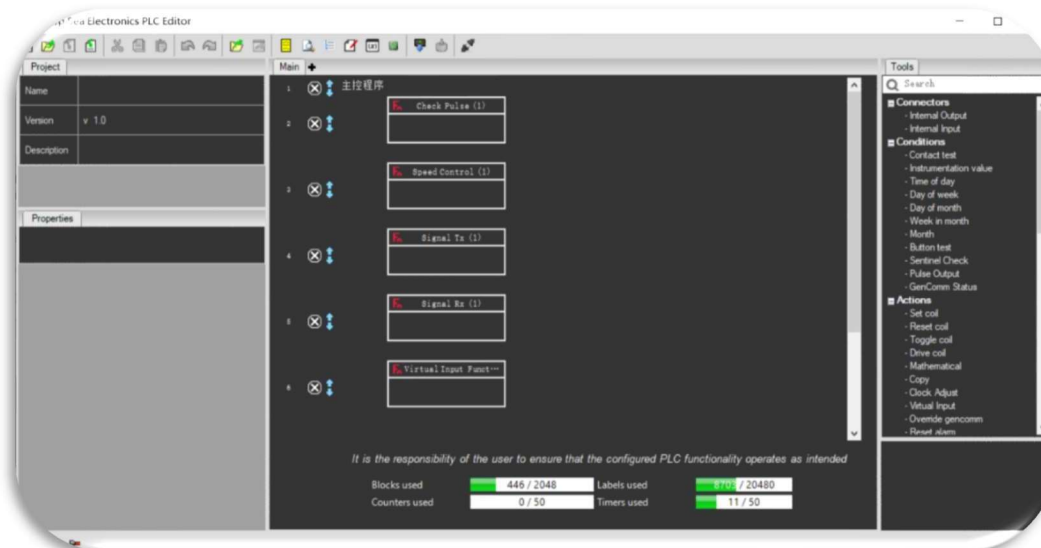 Electronics PLC Editor
Project
Name
Version v 1.0
Description
Properties
Main
1 主控程序
Check Pulse (1)
2
Speed Control (1)
3
Signal Tx (1)
4
Signal Rx (1)
5
Virtual Input Funct…
6
It is the responsibility of the user to ensure that the configured PLC functionality operates as intended
Blocks used 446 / 2048 Labels used 8703 / 20480
Counters used 0 / 50 Timers used 11 / 50
Tools
Search
Connectors
- Internal Output
- Internal Input
Conditions
- Contact test
- Instrumentation value
- Time of day
- Day of week
- Day of month
- Week in month
- Month
- Button test
- Sentinel Check
- Pulse Output
- GenComm Status
Actions
- Set coil
- Reset coil
- Toggle coil
- Drive coil
- Mathematical
- Copy
- Clock Adjust
- Virtual Input
- Override gencomm
- Reset alarm